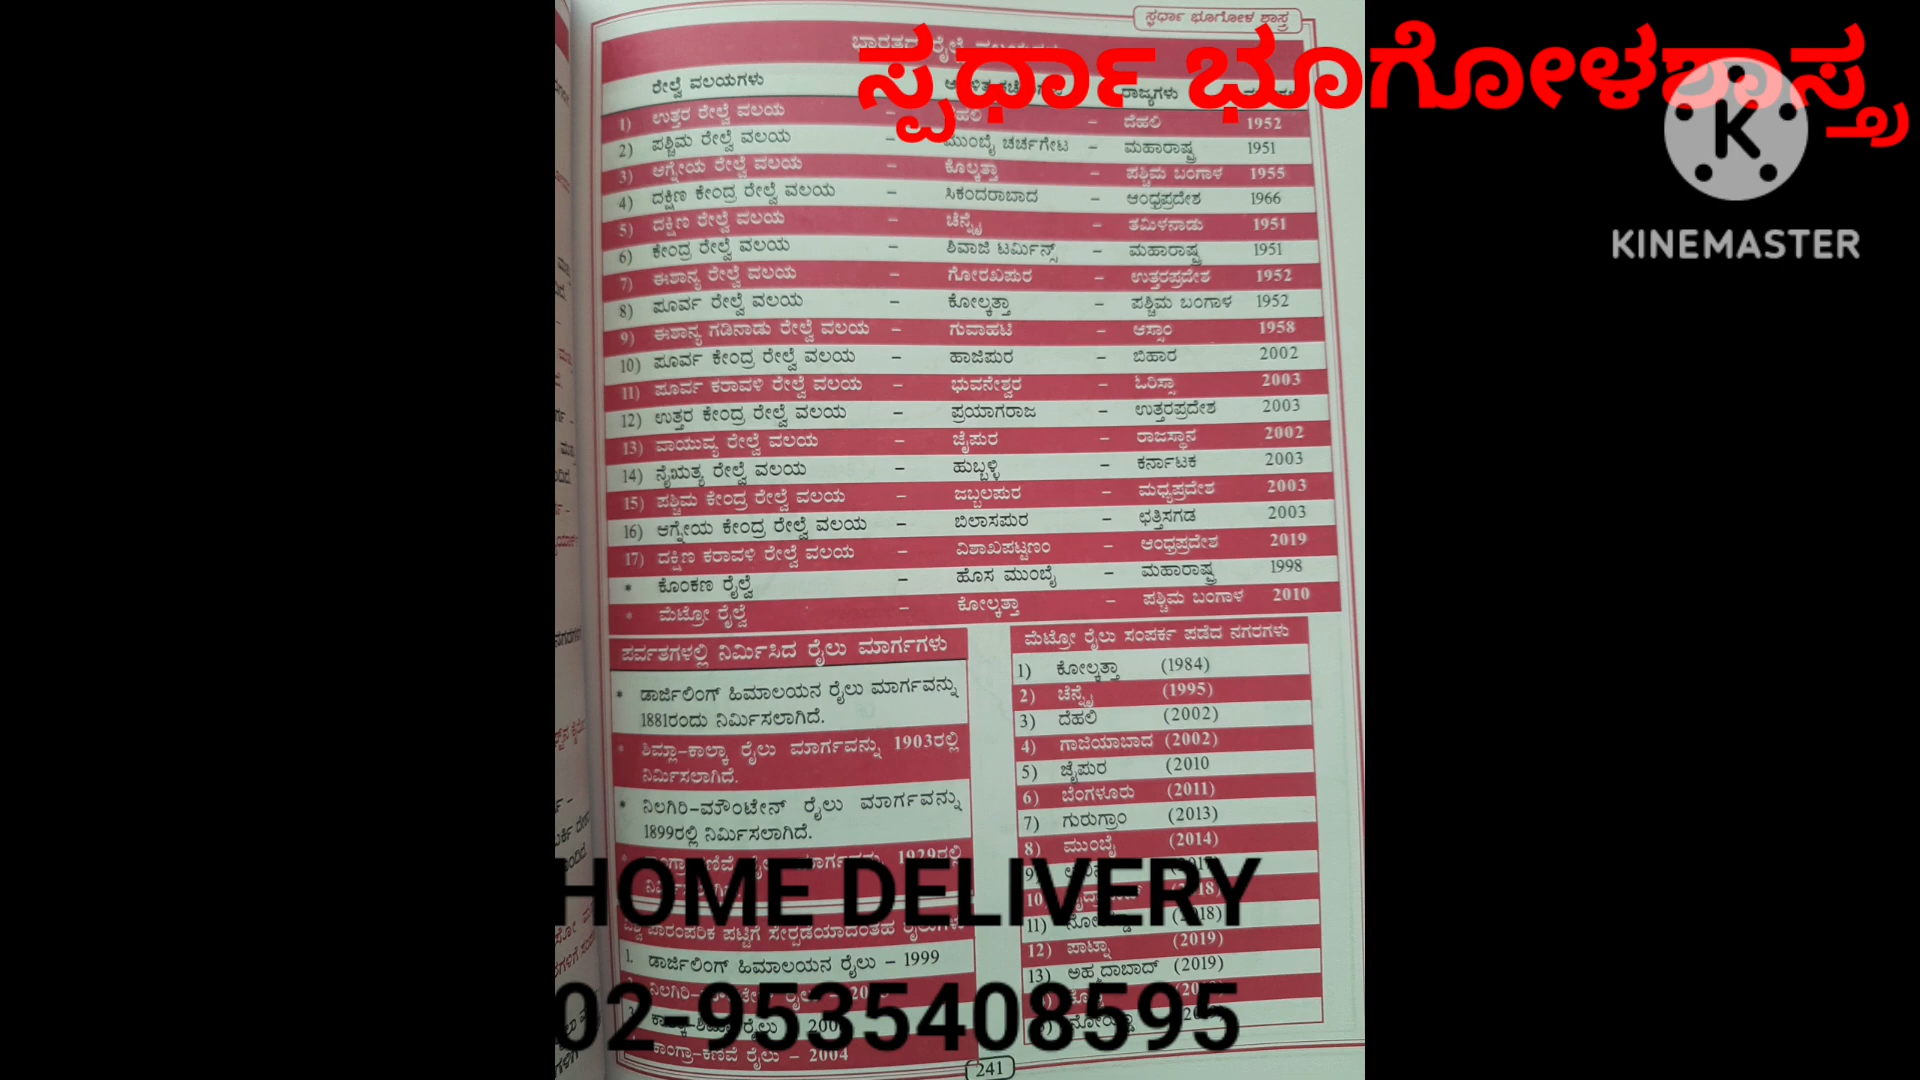 ಸ್ಪರ್ಧಾ ಭೂಗೋಳ ಶಾಸ್ತ್ರ
ಸ್ಪರ್ಧಾ ಭೂಗೋಳಶಾಸ್ತ್ರ
KINEMASTER
ರೇಲ್ವೆ ವಲಯಗಳು ರಾಜ್ಯಗಳು
1) ಉತ್ತರ ರೇಲ್ವೆ ವಲಯ – – ದೆಹಲಿ 1952
2) ಪಶ್ಚಿಮ ರೇಲ್ವೆ ವಲಯ – ಮುಂಬೈ ಚರ್ಚಗೇಟ – ಮಹಾರಾಷ್ಟ್ರ 1951
3) ಆಗ್ನೇಯ ರೇಲ್ವೆ ವಲಯ – ಕೊಲ್ಕತ್ತಾ – ಪಶ್ಚಿಮ ಬಂಗಾಳ 1955
4) ದಕ್ಷಿಣ ಕೇಂದ್ರ ರೇಲ್ವೆ ವಲಯ – ಸಿಕಂದರಾಬಾದ – ಆಂಧ್ರಪ್ರದೇಶ 1966
5) ದಕ್ಷಿಣ ರೇಲ್ವೆ ವಲಯ – ಚೆನ್ನೈ – ತಮಿಳನಾಡು 1951
6) ಕೇಂದ್ರ ರೇಲ್ವೆ ವಲಯ – ಶಿವಾಜಿ ಟರ್ಮಿನ್ಸ್ – ಮಹಾರಾಷ್ಟ್ರ 1951
7) ಈಶಾನ್ಯ ರೇಲ್ವೆ ವಲಯ – ಗೋರಖಪುರ – ಉತ್ತರಪ್ರದೇಶ 1952
8) ಪೂರ್ವ ರೇಲ್ವೆ ವಲಯ – ಕೋಲ್ಕತ್ತಾ – ಪಶ್ಚಿಮ ಬಂಗಾಳ 1952
9) ಈಶಾನ್ಯ ಗಡಿನಾಡು ರೇಲ್ವೆ ವಲಯ – ಗುವಾಹಟಿ – ಆಸ್ಸಾಂ 1958
10) ಪೂರ್ವ ಕೇಂದ್ರ ರೇಲ್ವೆ ವಲಯ – ಹಾಜಿಪುರ – ಬಿಹಾರ 2002
11) ಪೂರ್ವ ಕರಾವಳಿ ರೇಲ್ವೆ ವಲಯ – ಭುವನೇಶ್ವರ – ಓರಿಸ್ಸಾ 2003
12) ಉತ್ತರ ಕೇಂದ್ರ ರೇಲ್ವೆ ವಲಯ – ಪ್ರಯಾಗರಾಜ – ಉತ್ತರಪ್ರದೇಶ 2003
13) ವಾಯುವ್ಯ ರೇಲ್ವೆ ವಲಯ – ಜೈಪುರ – ರಾಜಸ್ಥಾನ 2002
14) ನೈಋತ್ಯ ರೇಲ್ವೆ ವಲಯ – ಹುಬ್ಬಳ್ಳಿ – ಕರ್ನಾಟಕ 2003
15) ಪಶ್ಚಿಮ ಕೇಂದ್ರ ರೇಲ್ವೆ ವಲಯ – ಜಬ್ಬಲಪುರ – ಮಧ್ಯಪ್ರದೇಶ 2003
16) ಆಗ್ನೇಯ ಕೇಂದ್ರ ರೇಲ್ವೆ ವಲಯ – ಬಿಲಾಸಪುರ – ಛತ್ತಿಸಗಡ 2003
17) ದಕ್ಷಿಣ ಕರಾವಳಿ ರೇಲ್ವೆ ವಲಯ – ವಿಶಾಖಪಟ್ಟಣಂ – ಆಂಧ್ರಪ್ರದೇಶ 2019
* ಕೊಂಕಣ ರೈಲ್ವೆ – ಹೊಸ ಮುಂಬೈ – ಮಹಾರಾಷ್ಟ್ರ 1998
* ಮೆಟ್ರೋ ರೈಲ್ವೆ – ಕೋಲ್ಕತ್ತಾ – ಪಶ್ಚಿಮ ಬಂಗಾಳ 2010
ಪರ್ವತಗಳಲ್ಲಿ ನಿರ್ಮಿಸಿದ ರೈಲು ಮಾರ್ಗಗಳು
* ಡಾರ್ಜಿಲಿಂಗ್ ಹಿಮಾಲಯನ ರೈಲು ಮಾರ್ಗವನ್ನು
1881ರಂದು ನಿರ್ಮಿಸಲಾಗಿದೆ.
* ಶಿಮ್ಲಾ–ಕಾಲ್ಕಾ ರೈಲು ಮಾರ್ಗವನ್ನು 1903ರಲ್ಲಿ
ನಿರ್ಮಿಸಲಾಗಿದೆ.
* ನಿಲಗಿರಿ–ಮೌಂಟೇನ್ ರೈಲು ಮಾರ್ಗವನ್ನು
1899ರಲ್ಲಿ ನಿರ್ಮಿಸಲಾಗಿದೆ.
1. ಡಾರ್ಜಿಲಿಂಗ್ ಹಿಮಾಲಯನ ರೈಲು – 1999
ಕಾಂಗ್ರಾ–ಕಣಿವೆ ರೈಲು – 2004
ಮೆಟ್ರೋ ರೈಲು ಸಂಪರ್ಕ ಪಡೆದ ನಗರಗಳು
1) ಕೋಲ್ಕತ್ತಾ (1984)
2) ಚೆನ್ನೈ (1995)
3) ದೆಹಲಿ (2002)
4) ಗಾಜಿಯಾಬಾದ (2002)
5) ಜೈಪುರ (2010
6) ಬೆಂಗಳೂರು (2011)
7) ಗುರುಗ್ರಾಂ (2013)
8) ಮುಂಬೈ (2014)
12) ಪಾಟ್ನಾ (2019)
13) ಅಹ್ಮದಾಬಾದ್ (2019)
HOME DELIVERY
02-9535408595
241